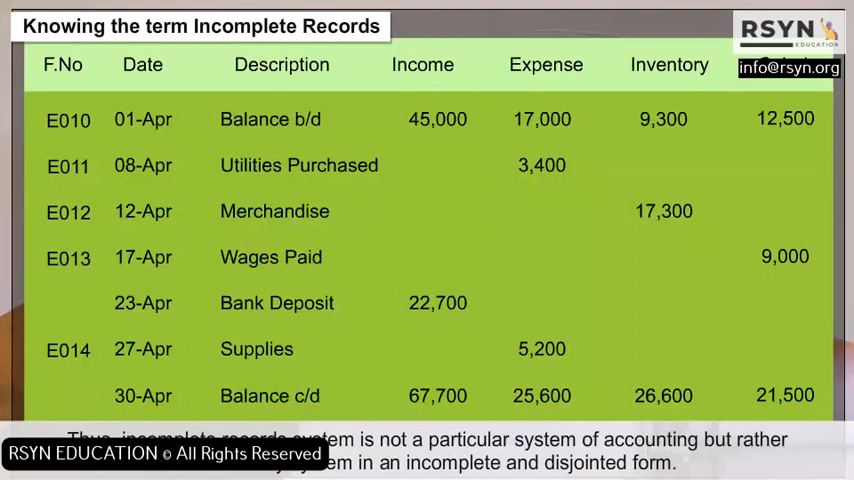 Knowing the term Incomplete Records
RSYN
EDUCATION
info@rsyn.org
F.No Date Description Income Expense Inventory
E010 01-Apr Balance b/d 45,000 17,000 9,300 12,500
E011 08-Apr Utilities Purchased 3,400
E012 12-Apr Merchandise 17,300
E013 17-Apr Wages Paid 9,000
23-Apr Bank Deposit 22,700
E014 27-Apr Supplies 5,200
30-Apr Balance c/d 67,700 25,600 26,600 21,500
Thus, incomplete records system is not a particular system of accounting but rather
in an incomplete and disjointed form.
RSYN EDUCATION © All Rights Reserved